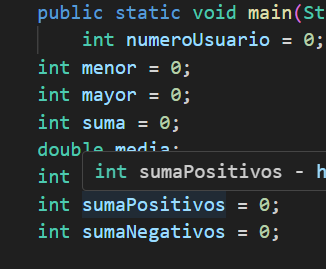 public static void main(St
int numeroUsuario = 0;
int menor = 0;
int mayor = 0;
int suma = 0;
double media;
int
int sumaPositivos - h
int sumaPositivos = 0;
int sumaNegativos = 0;